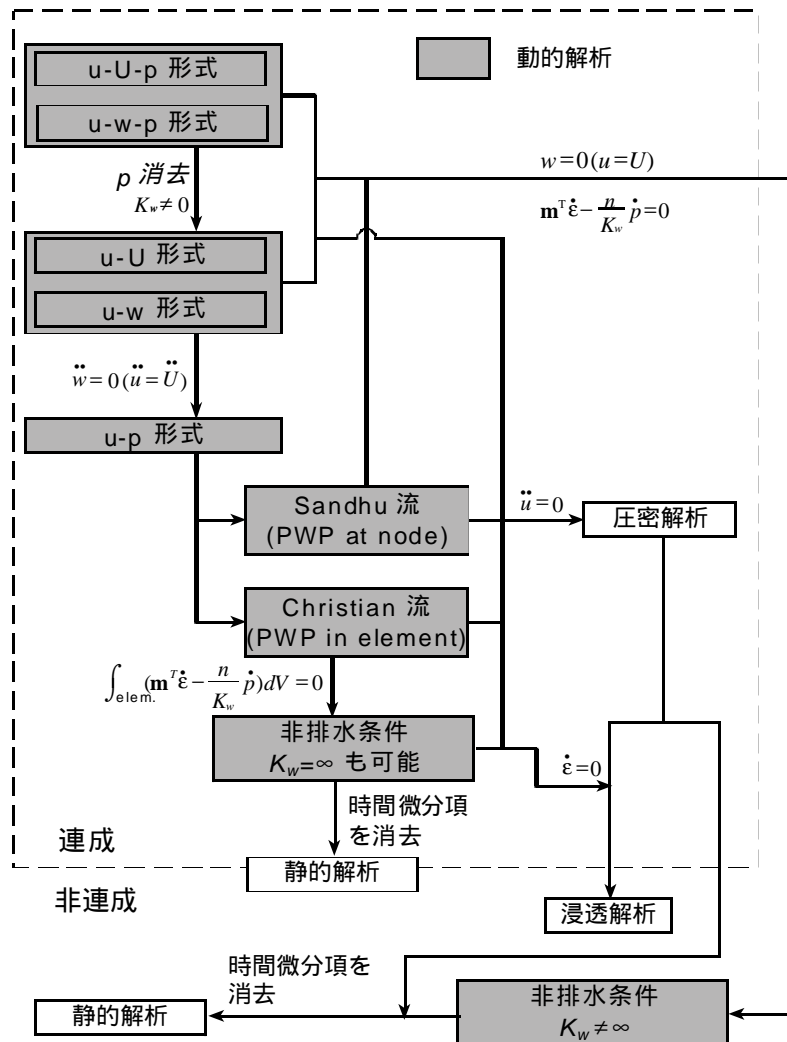 u-U-p 形式
u-w-p 形式
動的解析
p 消去
K_w≠0
w=0(u=U)
m^T ε̇ − n/K_w ṗ=0
u-U 形式
u-w 形式
ẅ=0(ü=Ü)
u-p 形式
Sandhu 流
(PWP at node)
ü=0
圧密解析
Christian 流
(PWP in element)
∫_elem. (m^T ε̇ − n/K_w ṗ)dV=0
非排水条件
K_w=∞ も可能
ε̇=0
時間微分項
を消去
連成
静的解析
非連成
浸透解析
時間微分項を
消去
静的解析
非排水条件
K_w≠∞